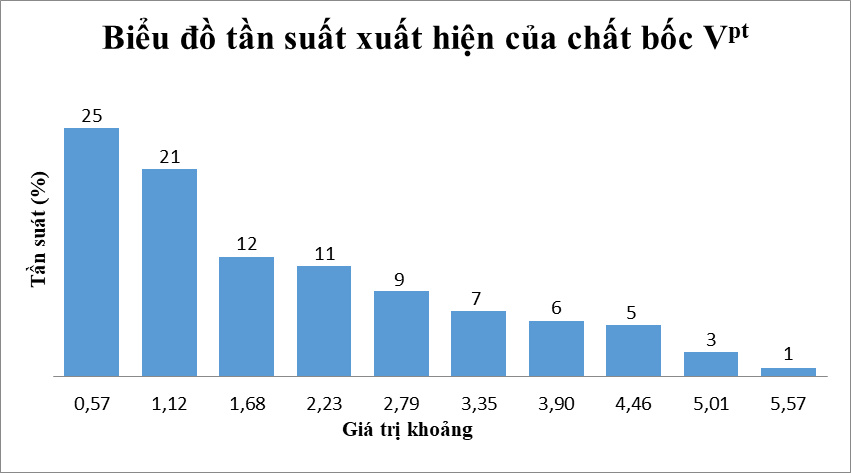 Biểu đồ tần suất xuất hiện của chất bốc Vpt
25
21
12
11
9
7
6
5
3
1
Tần suát (%)
0,57 1,12 1,68 2,23 2,79 3,35 3,90 4,46 5,01 5,57
Giá trị khoảng